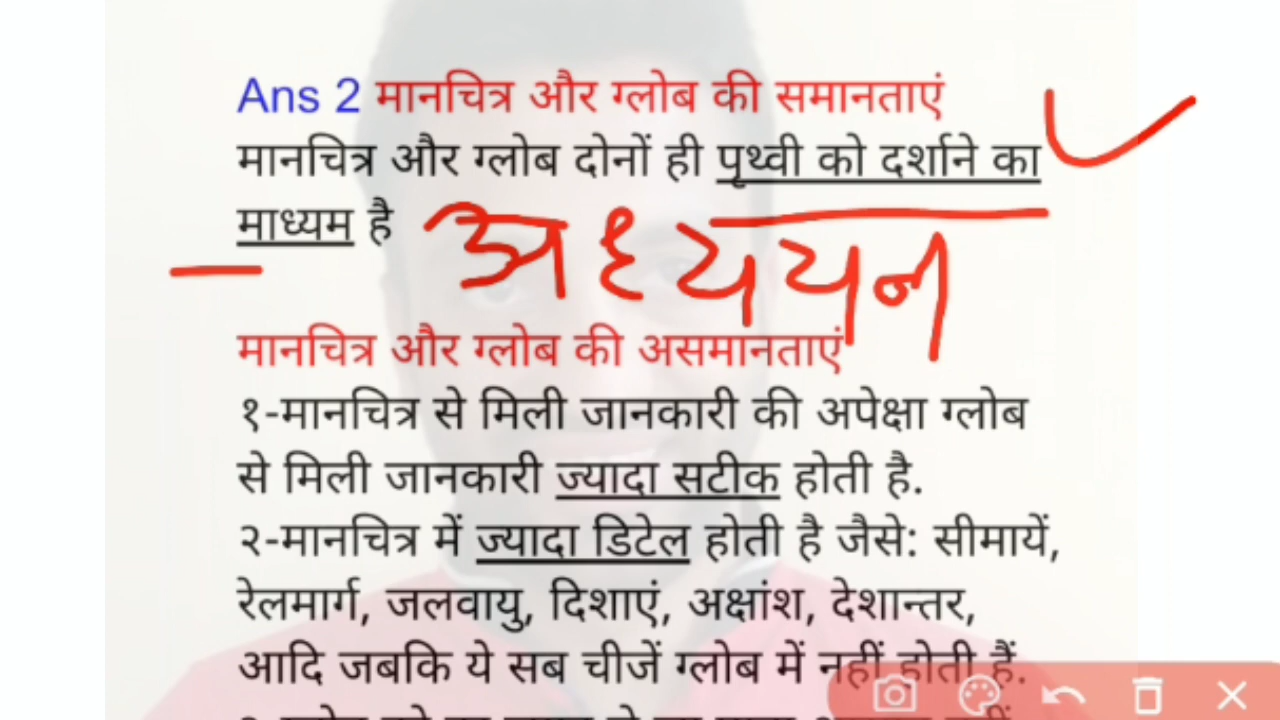 Ans 2 मानचित्र और ग्लोब की समानताएं
मानचित्र और ग्लोब दोनों ही पृथ्वी को दर्शाने का
माध्यम है
अध्ययन
मानचित्र और ग्लोब की असमानताएं
१-मानचित्र से मिली जानकारी की अपेक्षा ग्लोब
से मिली जानकारी ज्यादा सटीक होती है.
२-मानचित्र में ज्यादा डिटेल होती है जैसे: सीमायें,
रेलमार्ग, जलवायु, दिशाएं, अक्षांश, देशान्तर,
आदि जबकि ये सब चीजें ग्लोब में नहीं होती हैं.